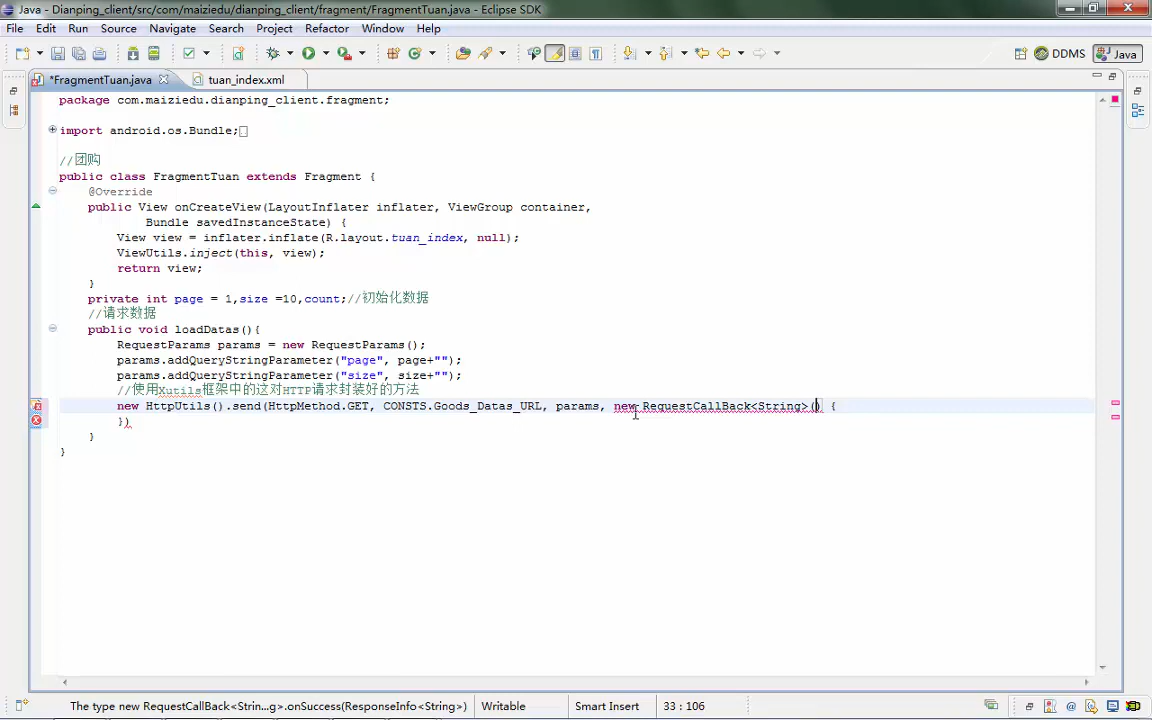 Java - Dianping_client/src/com/maiziedu/dianping_client/fragment/FragmentTuan.java - Eclipse SDK
File Edit Run Source Navigate Search Project Refactor Window Help
DDMS Java
*FragmentTuan.java tuan_index.xml
package com.maiziedu.dianping_client.fragment;
import android.os.Bundle;
//团购
public class FragmentTuan extends Fragment {
@Override
public View onCreateView(LayoutInflater inflater, ViewGroup container,
Bundle savedInstanceState) {
View view = inflater.inflate(R.layout.tuan_index, null);
ViewUtils.inject(this, view);
return view;
}
private int page = 1,size =10,count;//初始化数据
//请求数据
public void loadDatas(){
RequestParams params = new RequestParams();
params.addQueryStringParameter("page", page+"");
params.addQueryStringParameter("size", size+"");
//使用Xutils框架中的这对HTTP请求封装好的方法
new HttpUtils().send(HttpMethod.GET, CONSTS.Goods_Datas_URL, params, new RequestCallBack<String>() {
})
}
}
The type new RequestCallBack<Strin...g>.onSuccess(ResponseInfo<String>) Writable Smart Insert 33 : 106